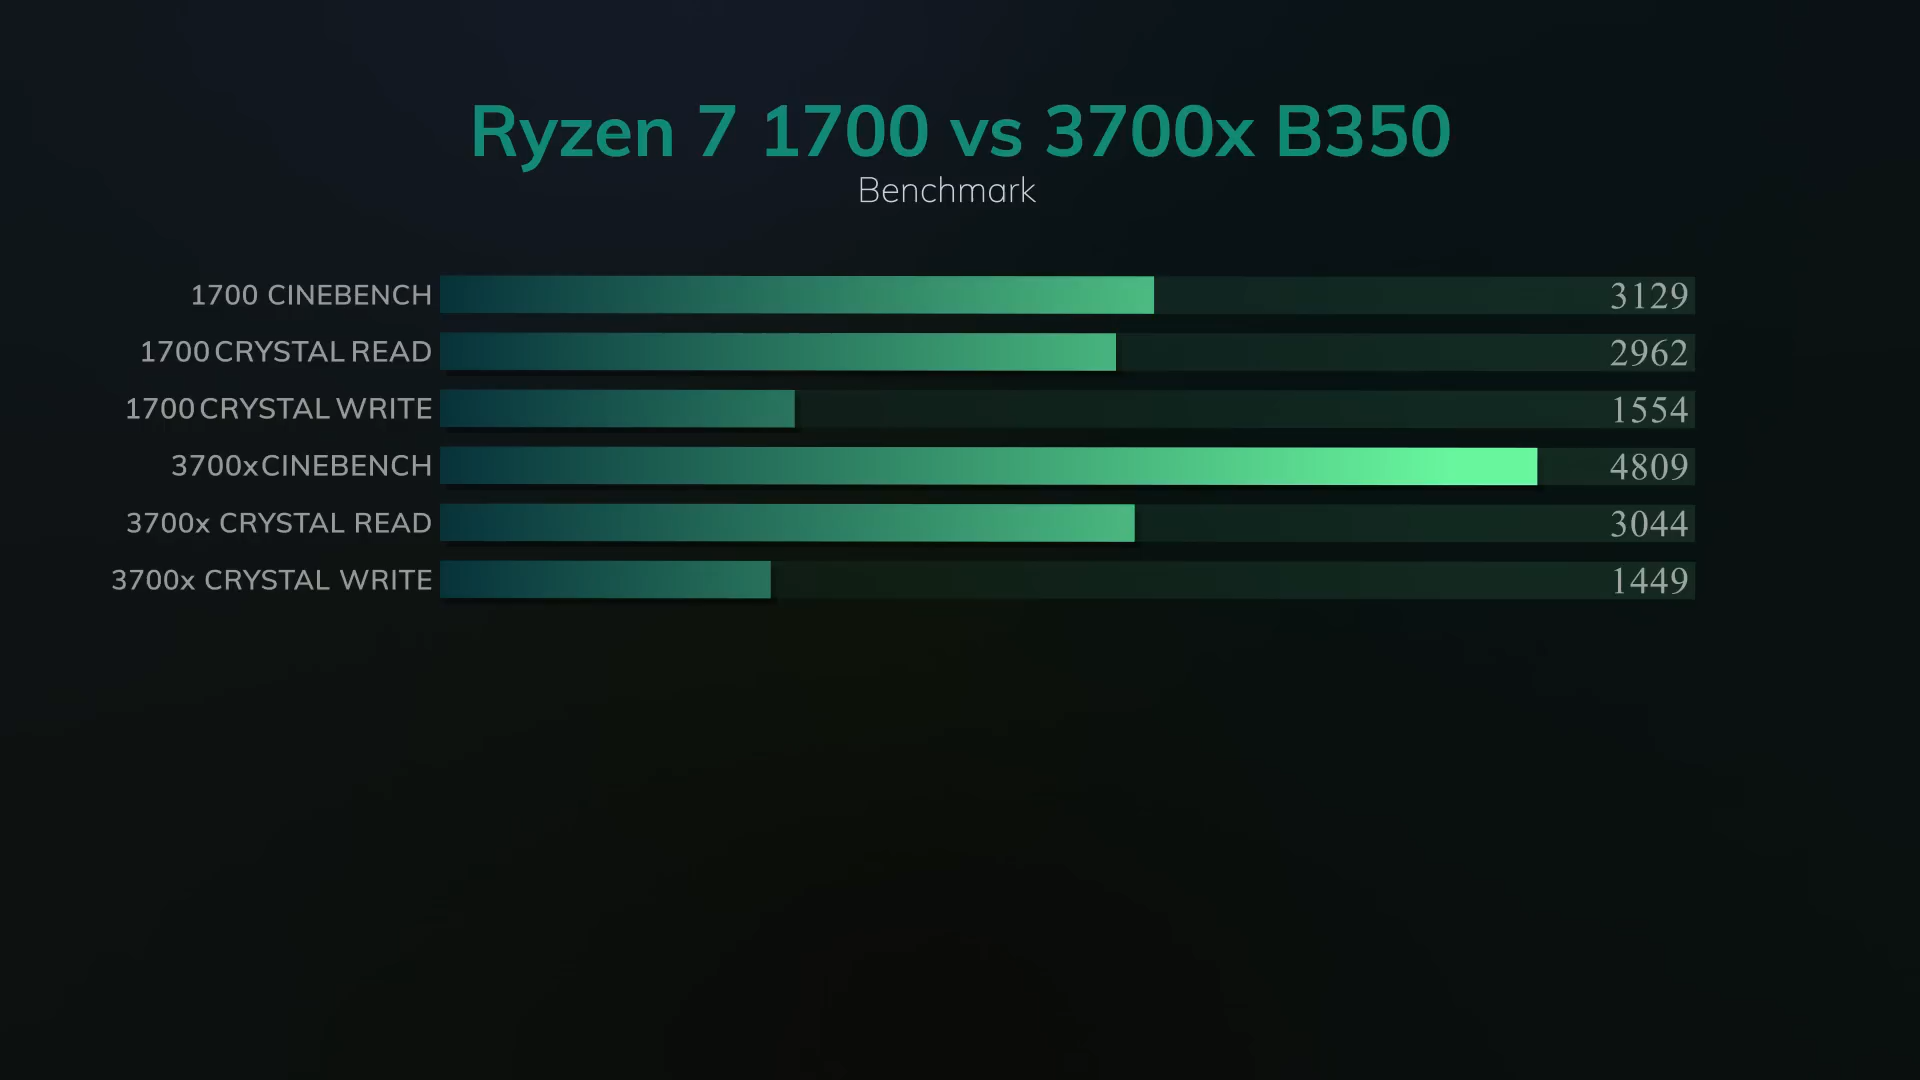 Ryzen 7 1700 vs 3700x B350
Benchmark
1700 CINEBENCH 3129
1700 CRYSTAL READ 2962
1700 CRYSTAL WRITE 1554
3700x CINEBENCH 4809
3700x CRYSTAL READ 3044
3700x CRYSTAL WRITE 1449